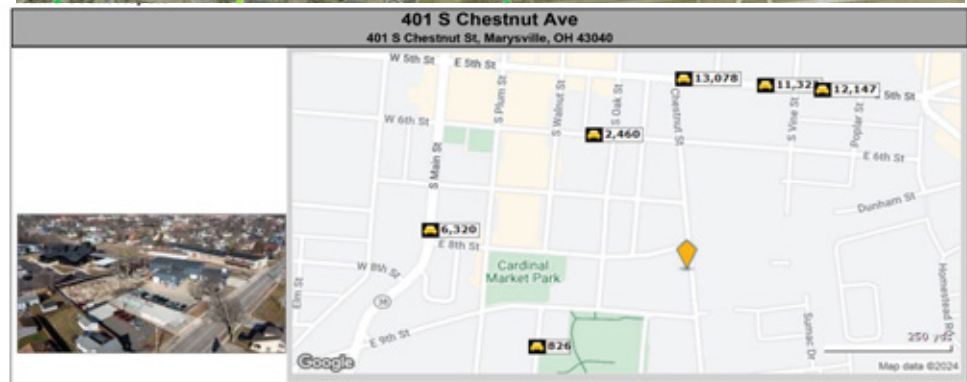 401 S Chestnut Ave
401 S Chestnut St, Marysville, OH 43040
W 5th St
E 5th St
13,078
12,147
5th St
S Plum St
S Walnut St
S Oak St
Chestnut St
S Vine St
Poplar St
W 6th St
2,460
E 6th St
S Main St
Dunham St
6,320
E 8th St
W 8th St
Cardinal
Market Park
Elm St
38
Homestead Rd
E 9th St
826
Sumac Dr
250 yds
Google
Map data ©2024